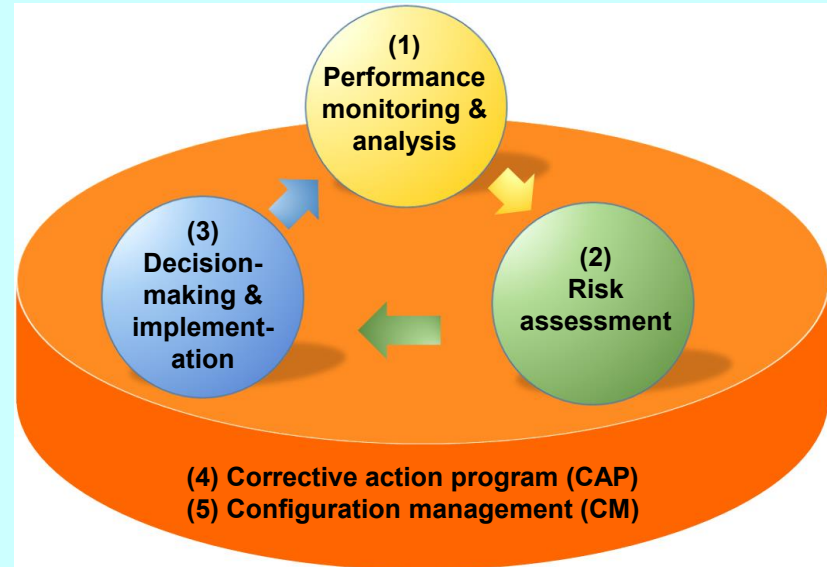 (1)
Performance
monitoring &
analysis
(2)
Risk
assessment
(3)
Decision-
making &
implement-
ation
(4) Corrective action program (CAP)
(5) Configuration management (CM)